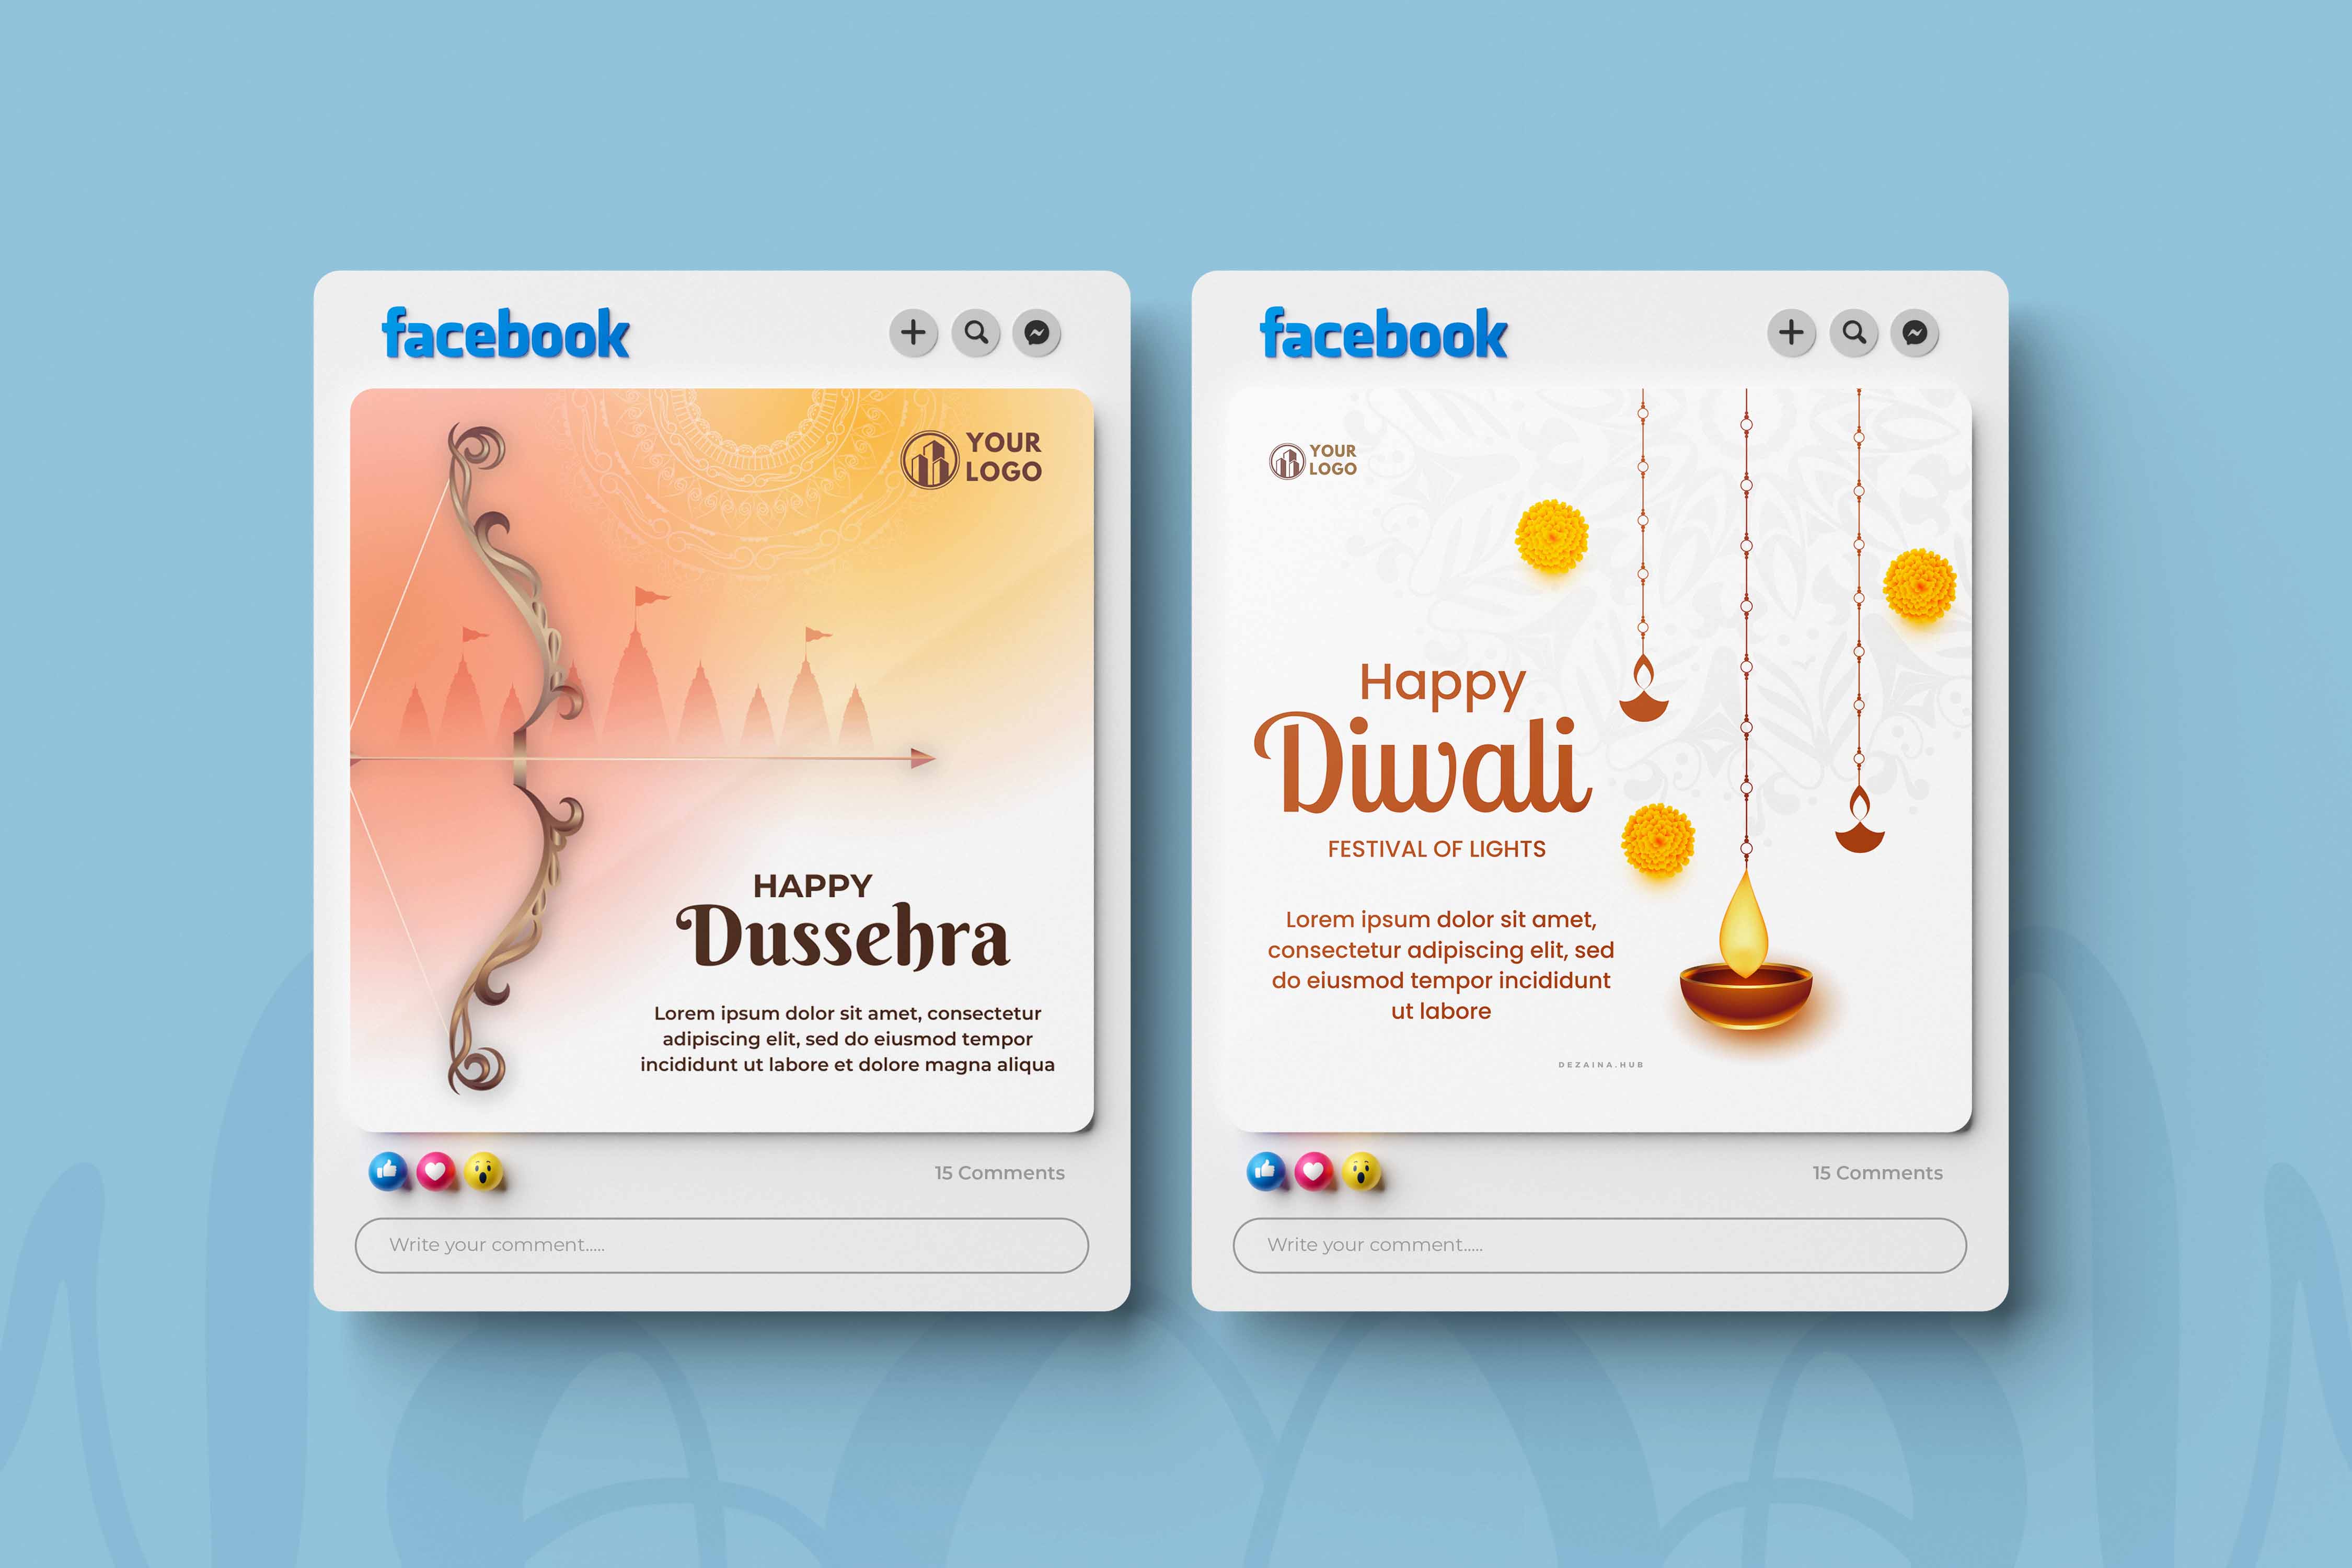 facebook
YOUR
LOGO
HAPPY
Dussehra
Lorem ipsum dolor sit amet, consectetur
adipiscing elit, sed do eiusmod tempor
incididunt ut labore et dolore magna aliqua
15 Comments
Write your comment.....
facebook
YOUR
LOGO
Happy
Diwali
FESTIVAL OF LIGHTS
Lorem ipsum dolor sit amet,
consectetur adipiscing elit, sed
do eiusmod tempor incididunt
ut labore
DEZAINA.HUB
15 Comments
Write your comment.....